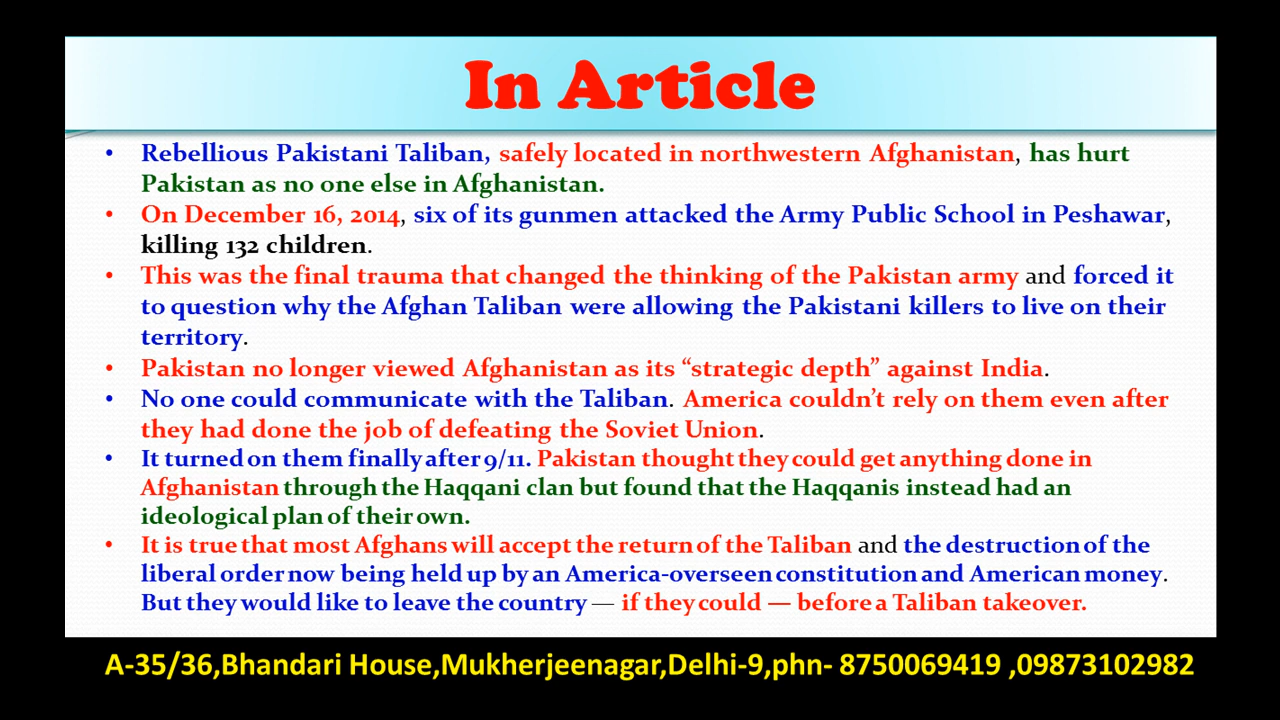 In Article
• Rebellious Pakistani Taliban, safely located in northwestern Afghanistan, has hurt
Pakistan as no one else in Afghanistan.
• On December 16, 2014, six of its gunmen attacked the Army Public School in Peshawar,
killing 132 children.
• This was the final trauma that changed the thinking of the Pakistan army and forced it
to question why the Afghan Taliban were allowing the Pakistani killers to live on their
territory.
• Pakistan no longer viewed Afghanistan as its “strategic depth” against India.
• No one could communicate with the Taliban. America couldn’t rely on them even after
they had done the job of defeating the Soviet Union.
• It turned on them finally after 9/11. Pakistan thought they could get anything done in
Afghanistan through the Haqqani clan but found that the Haqqanis instead had an
ideological plan of their own.
• It is true that most Afghans will accept the return of the Taliban and the destruction of the
liberal order now being held up by an America-overseen constitution and American money.
But they would like to leave the country — if they could — before a Taliban takeover.
A-35/36,Bhandari House,Mukherjeenagar,Delhi-9,phn- 8750069419 ,09873102982